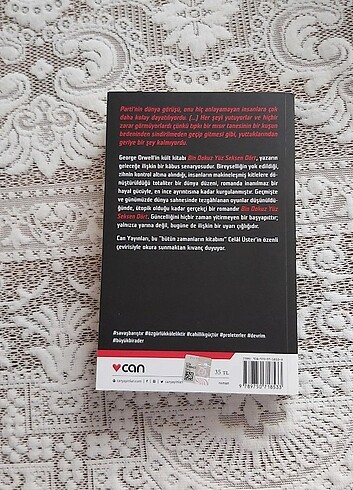 Parti'nin dünya görüşü, onu hiç anlayamayan insanlara çok
daha kolay dayatılıyordu. (...) Her şeyi yutuyorlar ve hiçbir
zarar görmüyorlardı çünkü tıpkı bir mısır tanesinin bir kuşun
bedeninden sindirilmeden geçip gitmesi gibi, yuttuklarından
geriye bir şey kalmıyordu.
George Orwell'in kült kitabı Bin Dokuz Yüz Seksen Dört, yazarın
geleceğe ilişkin bir kâbus senaryosudur. Bireyselliğin yok edildiği,
zihnin kontrol altına alındığı, insanların makineleşmiş kitlelere dö-
nüştürüldüğü totaliter bir dünya düzeni, romanda inanılmaz bir
hayal gücüyle, en ince ayrıntısına kadar kurgulanmıştır. Geçmişte
ve günümüzde dünya sahnesinde tezgâhlanan oyunlar düşünüldü-
ğünde, ütopik olduğu kadar gerçekçi bir romandır Bin Dokuz Yüz
Seksen Dört. Güncelliğini hiçbir zaman yitirmeyen bir başyapıttır;
yalnızca yarına değil, bugüne de ilişkin bir uyarı çığlığıdır.
Can Yayınları, bu "bütün zamanların kitabını" Celâl Üster'in özenli
çevirisiyle okura sunmaktan kıvanç duyuyor.
#savaşbarıştır #özgürlükköleliktir #cahillikgüçtür #proleterler #devrim
#büyükbirader
can
35 TL
9 789750 718533